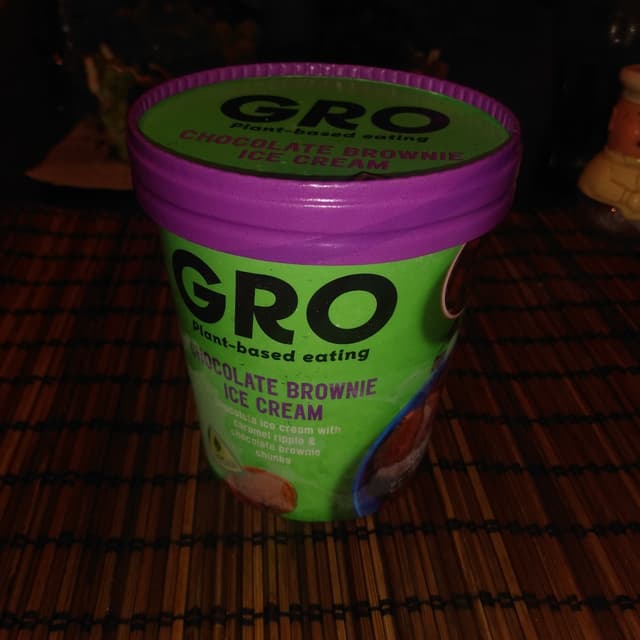 GRO
Plant-based eating
CHOCOLATE BROWNIE
ICE CREAM
GRO
Plant-based eating
CHOCOLATE BROWNIE
ICE CREAM
chocolate ice cream with
caramel ripple &
chocolate brownie
chunks